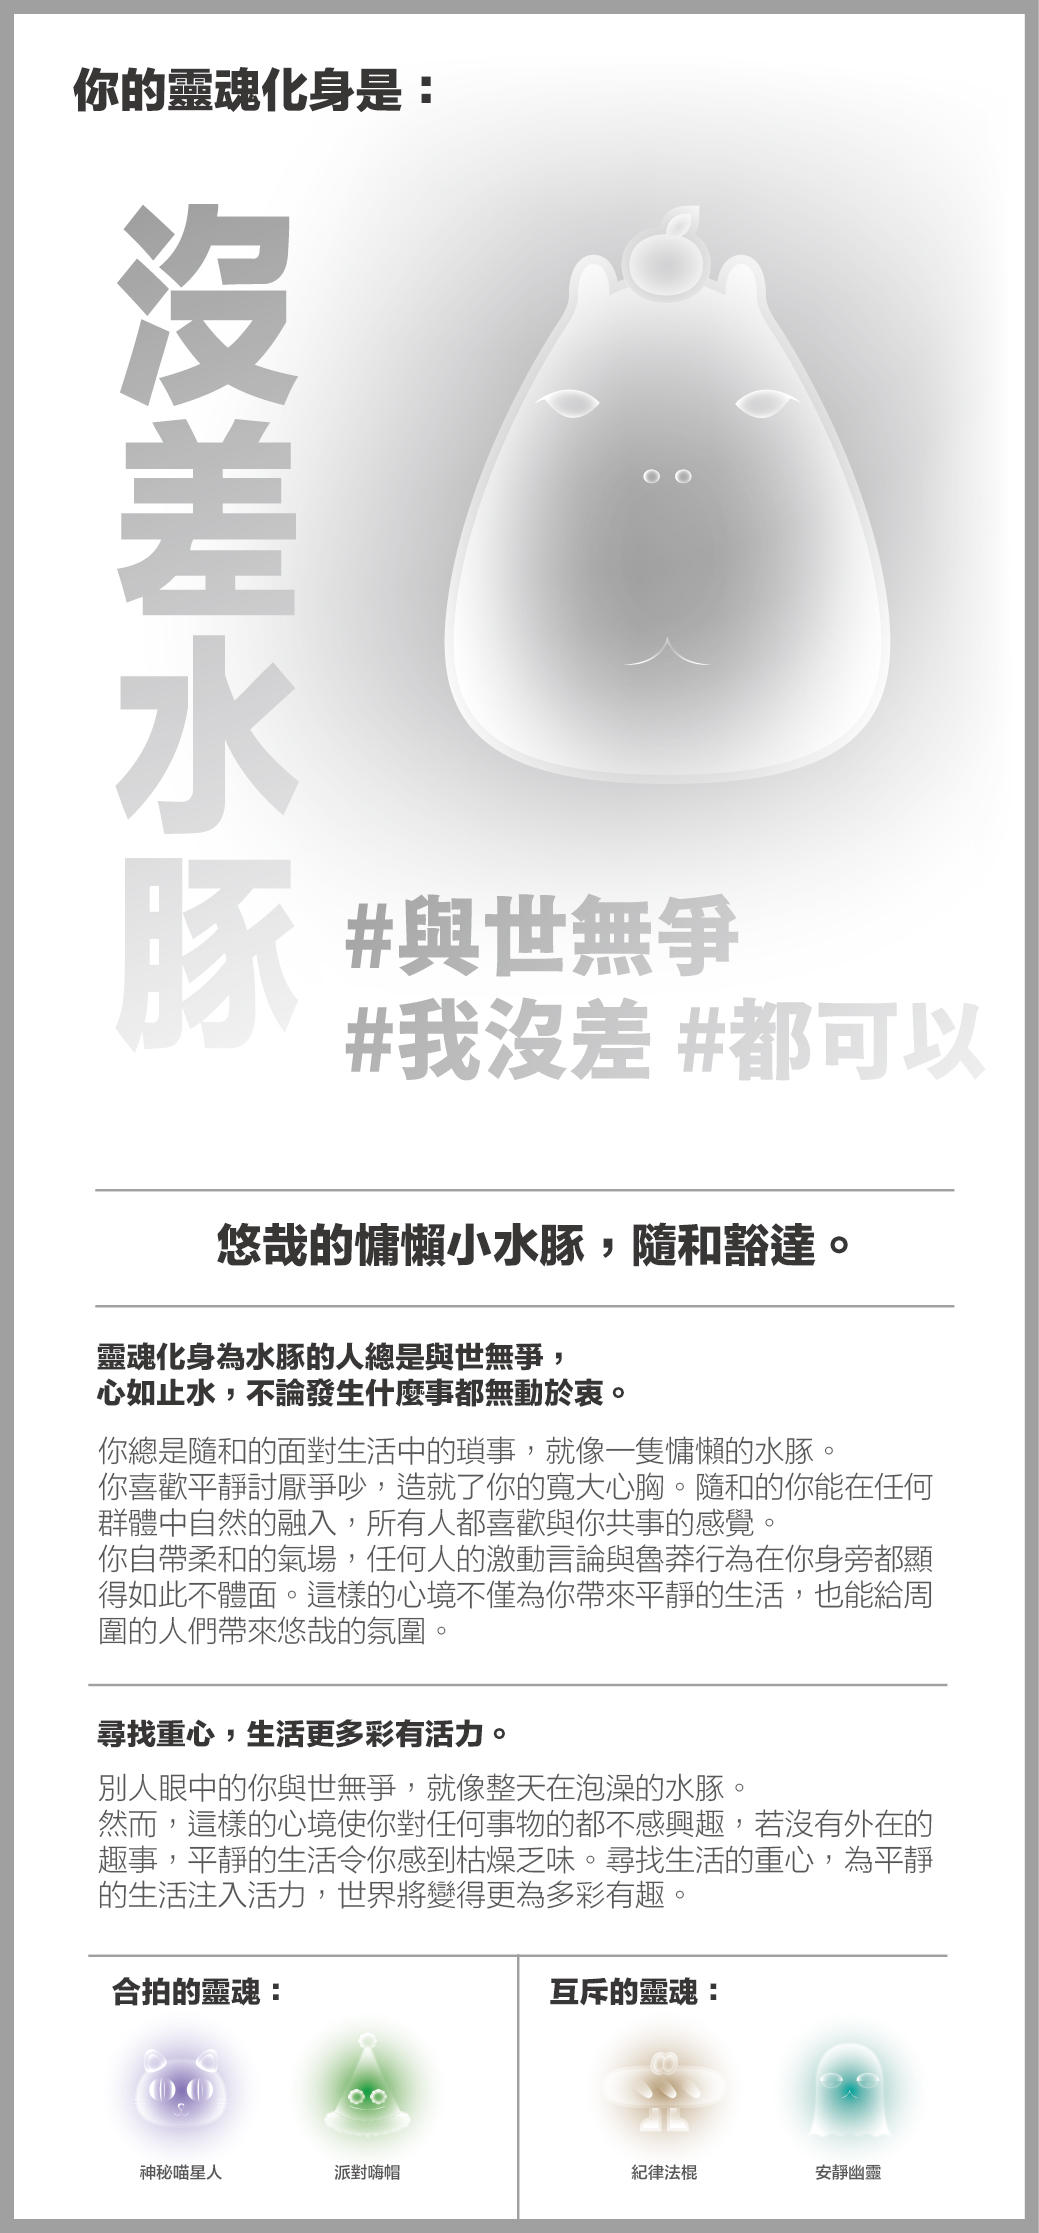 你的靈魂化身是：
沒差水豚
#與世無爭
#我沒差 #都可以
悠哉的慵懶小水豚，隨和豁達。
靈魂化身為水豚的人總是與世無爭，
心如止水，不論發生什麼事都無動於衷。
你總是隨和的面對生活中的瑣事，就像一隻慵懶的水豚。
你喜歡平靜討厭爭吵，造就了你的寬大心胸。隨和的你能在任何
群體中自然的融入，所有人都喜歡與你共事的感覺。
你自帶柔和的氣場，任何人的激動言論與魯莽行為在你身旁都顯
得如此不體面。這樣的心境不僅為你帶來平靜的生活，也能給周
圍的人們帶來悠哉的氛圍。
尋找重心，生活更多彩有活力。
別人眼中的你與世無爭，就像整天在泡澡的水豚。
然而，這樣的心境使你對任何事物的都不感興趣，若沒有外在的
趣事，平靜的生活令你感到枯燥乏味。尋找生活的重心，為平靜
的生活注入活力，世界將變得更為多彩有趣。
合拍的靈魂：
神秘喵星人
派對嗨帽
互斥的靈魂：
紀律法棍
安靜幽靈